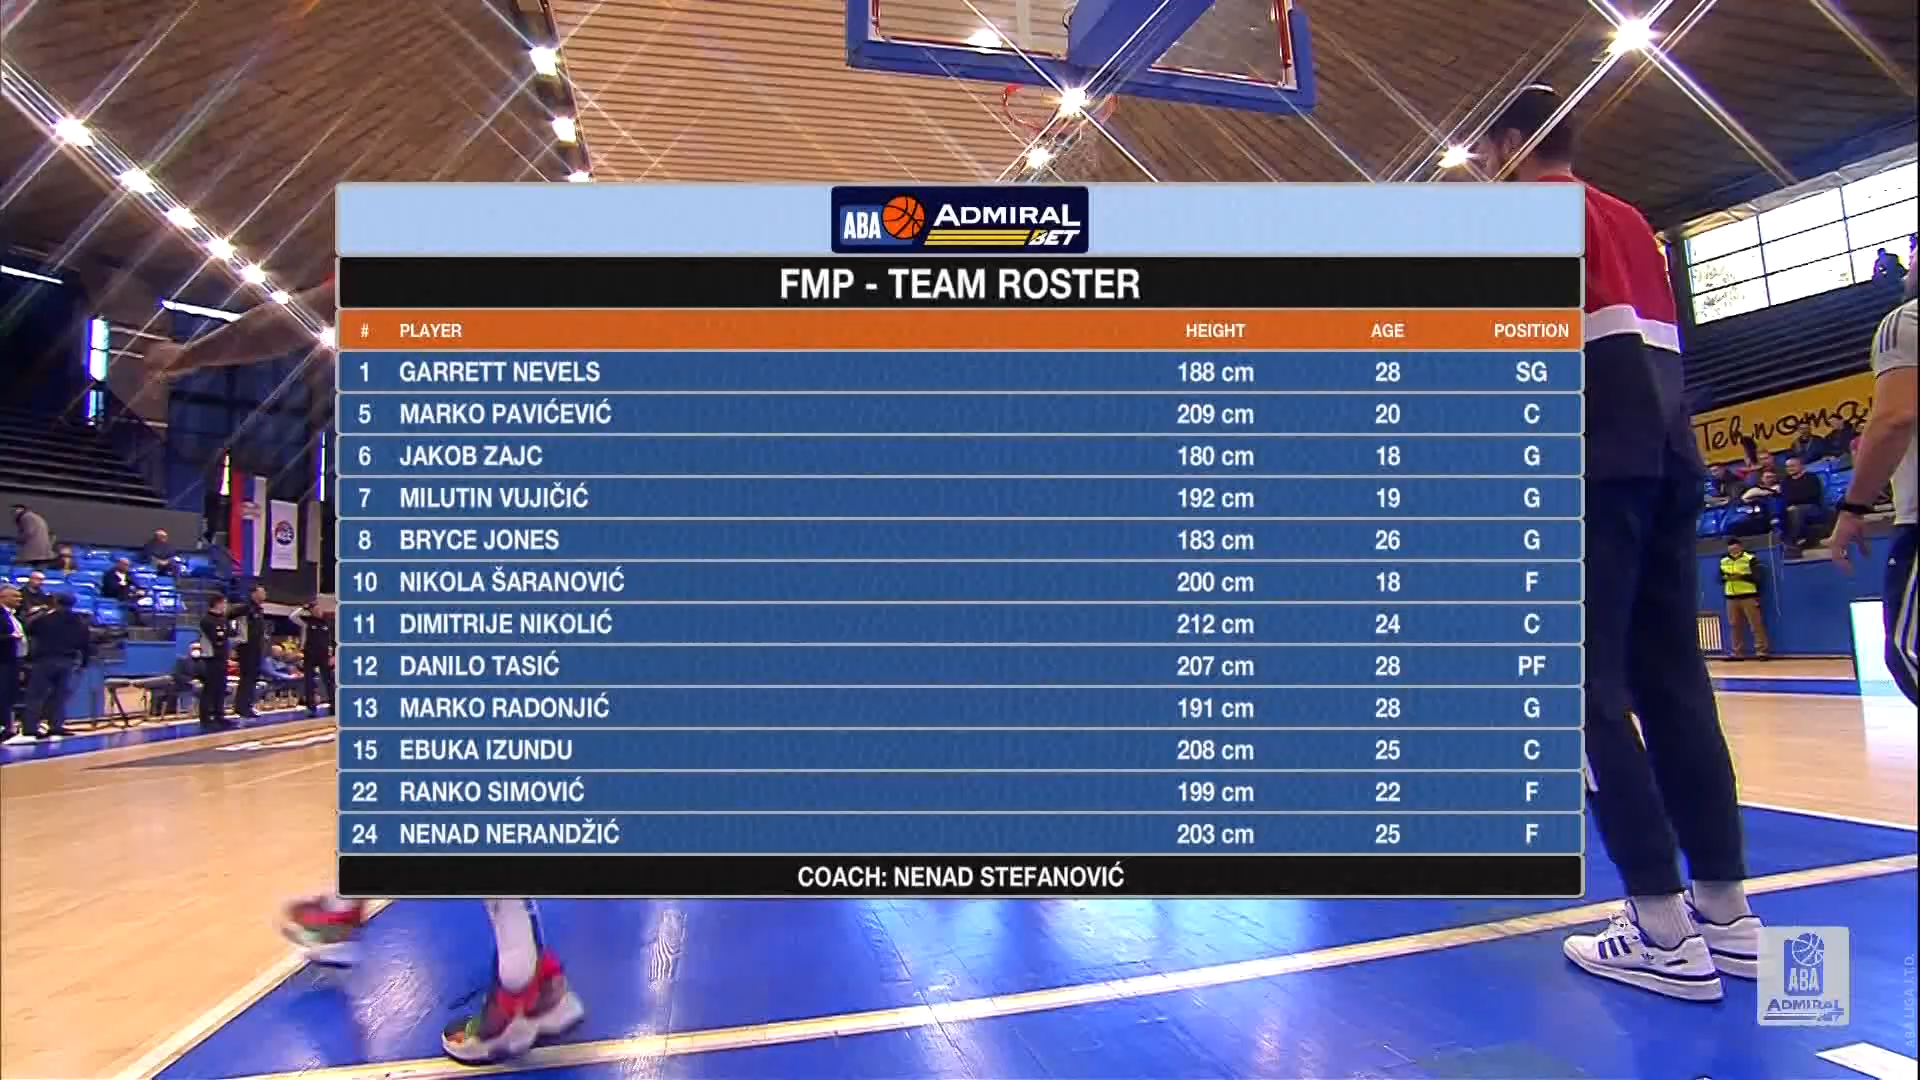 ABA ADMIRAL BET
FMP - TEAM ROSTER
# PLAYER HEIGHT AGE POSITION
1 GARRETT NEVELS 188 cm 28 SG
5 MARKO PAVIĆEVIĆ 209 cm 20 C
6 JAKOB ZAJC 180 cm 18 G
7 MILUTIN VUJIČIĆ 192 cm 19 G
8 BRYCE JONES 183 cm 26 G
10 NIKOLA ŠARANOVIĆ 200 cm 18 F
11 DIMITRIJE NIKOLIĆ 212 cm 24 C
12 DANILO TASIĆ 207 cm 28 PF
13 MARKO RADONJIĆ 191 cm 28 G
15 EBUKA IZUNDU 208 cm 25 C
22 RANKO SIMOVIĆ 199 cm 22 F
24 NENAD NERANDŽIĆ 203 cm 25 F
COACH: NENAD STEFANOVIĆ
ABA
ADMIRAL
BET
ABA LIGA LTD.